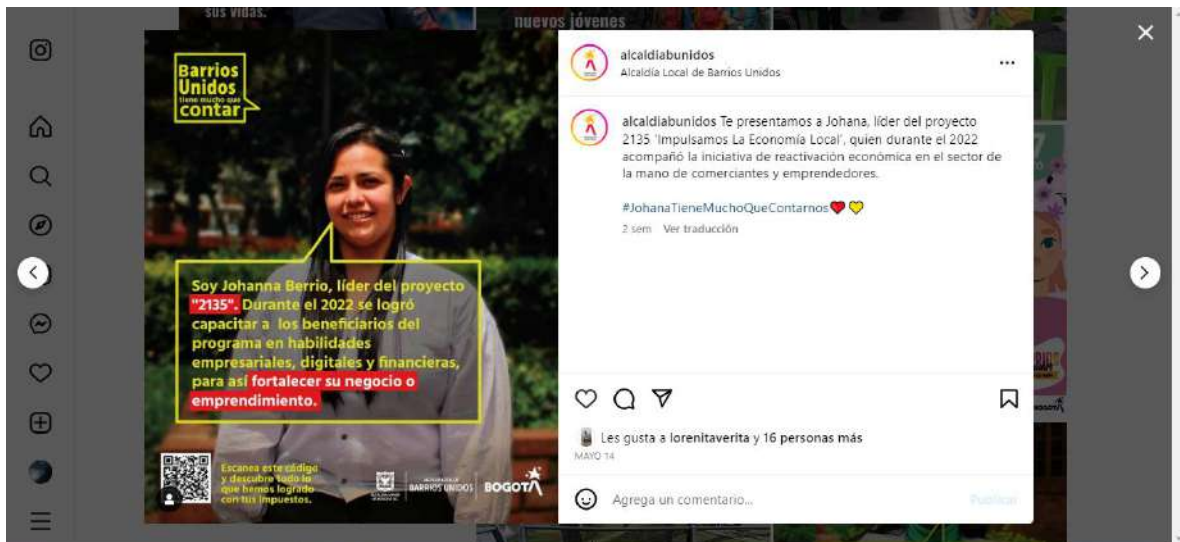 sus vidas.
nuevos jóvenes
Barrios
Unidos
tiene mucho que
contar
Soy Johanna Berrio, líder del proyecto
"2135". Durante el 2022 se logró
capacitar a los beneficiarios del
programa en habilidades
empresariales, digitales y financieras,
para así fortalecer su negocio o
emprendimiento.
Escanea este código
y descubre todo lo
que hemos logrado
con tus impuestos.
BARRIOS UNIDOS
BOGOTÁ
alcaldiabunidos
Alcaldía Local de Barrios Unidos
alcaldiabunidos Te presentamos a Johana, líder del proyecto
2135 'Impulsamos La Economía Local', quien durante el 2022
acompañó la iniciativa de reactivación económica en el sector de
la mano de comerciantes y emprendedores.
#JohanaTieneMuchoQueContarnos❤️💛
2 sem Ver traducción
Les gusta a lorenitaverita y 16 personas más
MAYO 14
Agrega un comentario...
Publicar
BOGOTÁ